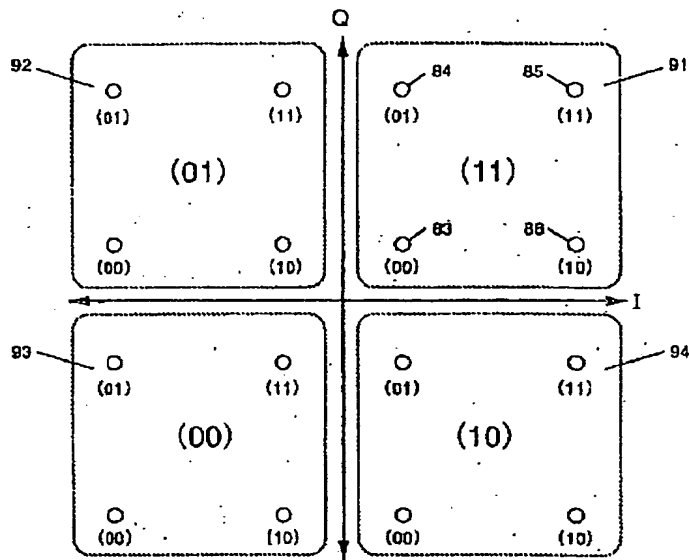 Q
92 84 85 91
(01) (11) (01) (11)
(01) (11)
83 86
(00) (10) (00) (10)
I
93 94
(01) (11) (01) (11)
(00) (10)
(00) (10) (00) (10)